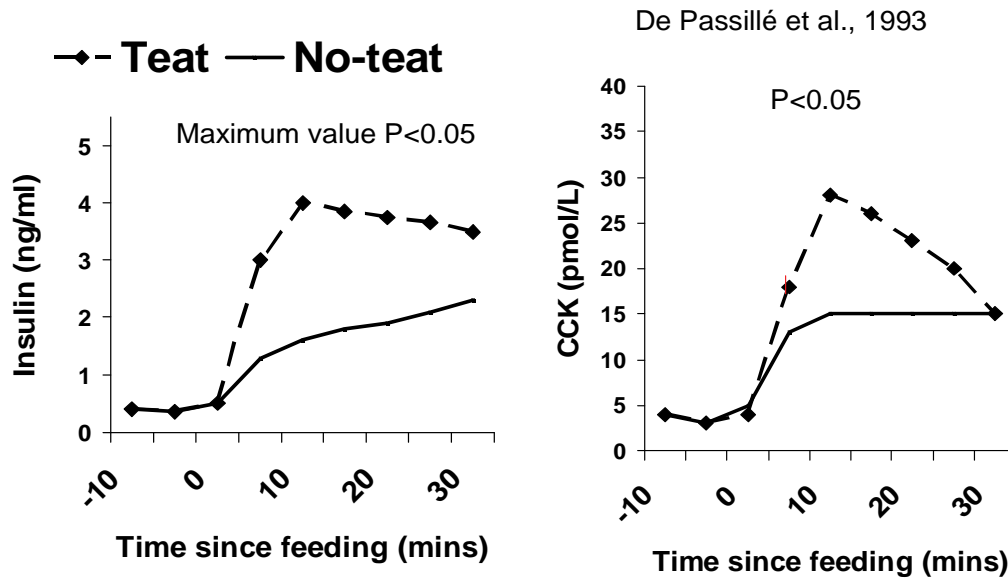 De Passillé et al., 1993
Teat No-teat
Maximum value P<0.05
Insulin (ng/ml)
5
4
3
2
1
0
-10 0 10 20 30
Time since feeding (mins)
P<0.05
CCK (pmol/L)
40
35
30
25
20
15
10
5
0
-10 0 10 20 30
Time since feeding (mins)